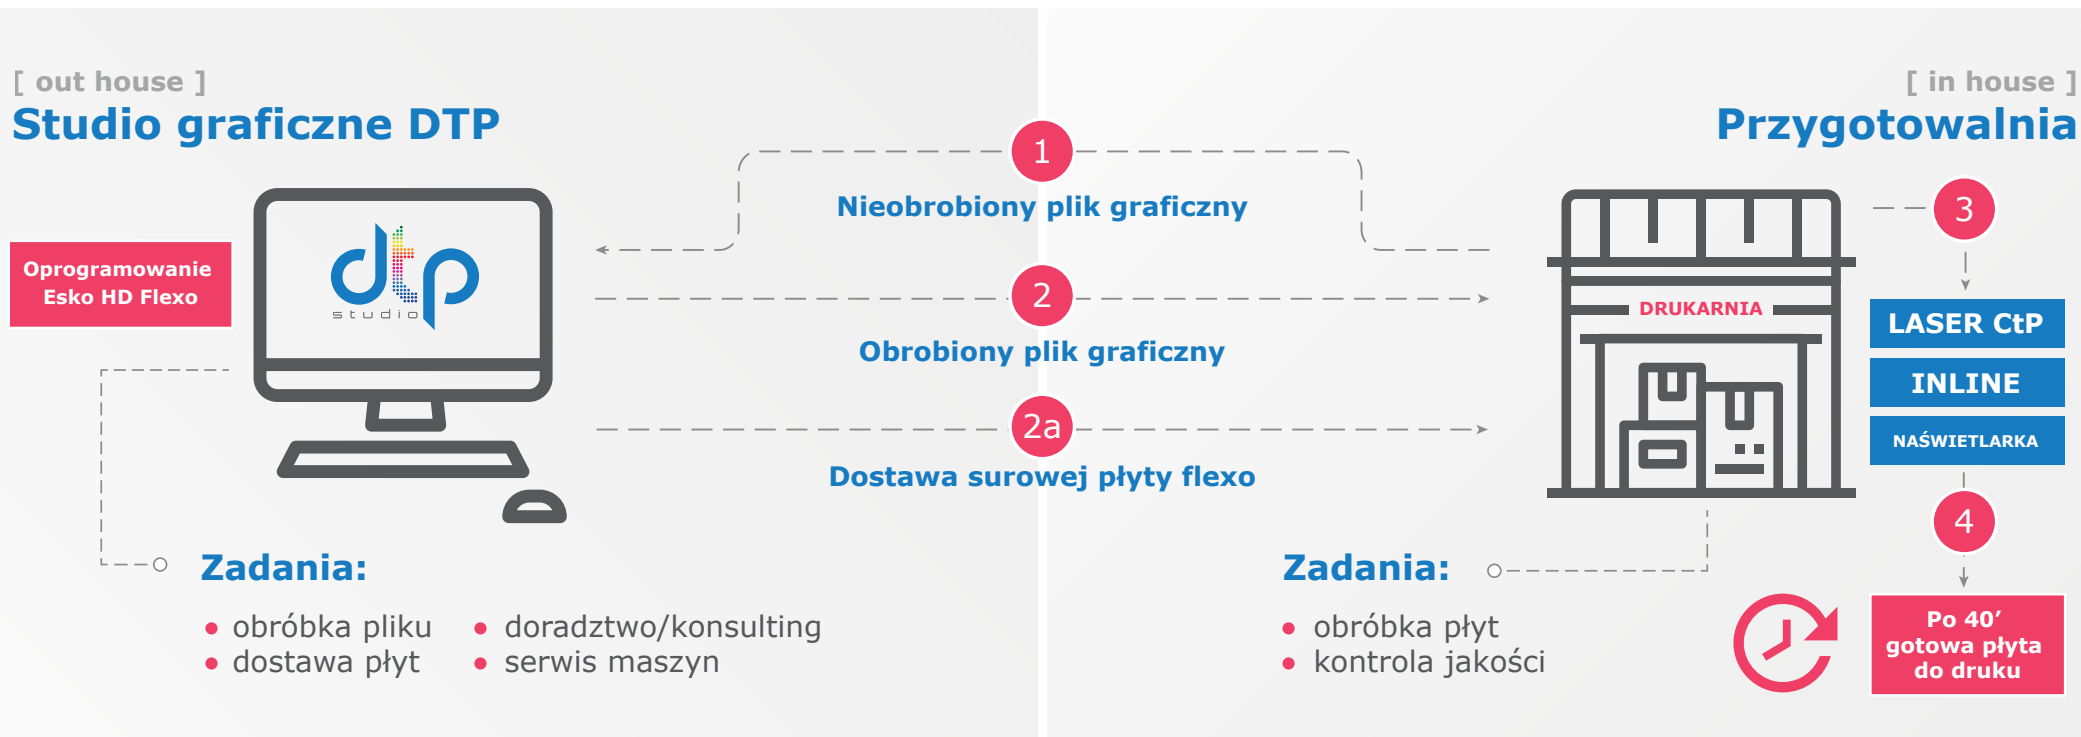 [ out house ]
Studio graficzne DTP
Oprogramowanie
Esko HD Flexo
dtp
studio
1
Nieobrobiony plik graficzny
2
Obrobiony plik graficzny
2a
Dostawa surowej płyty flexo
Zadania:
obróbka pliku
dostawa płyt
doradztwo/konsulting
serwis maszyn
[ in house ]
Przygotowalnia
DRUKARNIA
3
LASER CtP
INLINE
NAŚWIETLARKA
4
Po 40’
gotowa płyta
do druku
Zadania:
obróbka płyt
kontrola jakości